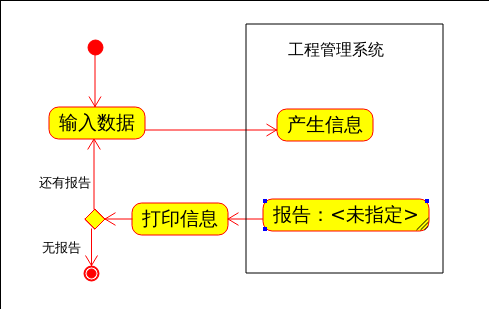 工程管理系统
输入数据
产生信息
还有报告
打印信息
报告：<未指定>
无报告